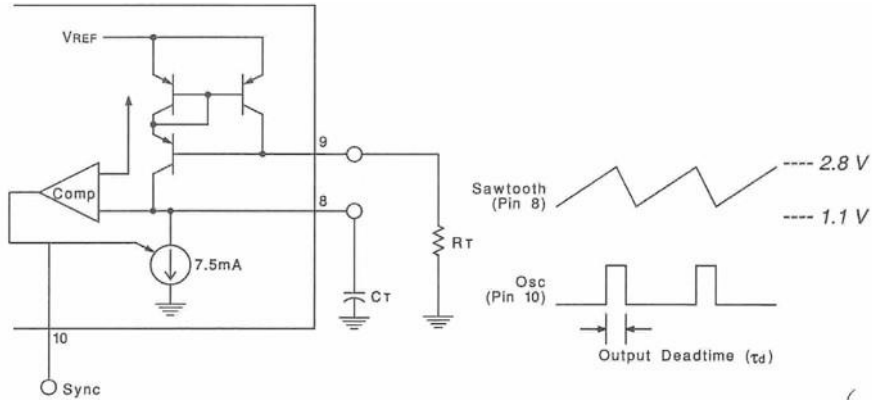 VREF
9
Comp
8
7.5mA
RT
CT
10
Sync
Sawtooth
(Pin 8)
2.8 V
1.1 V
Osc
(Pin 10)
Output Deadtime (τd)